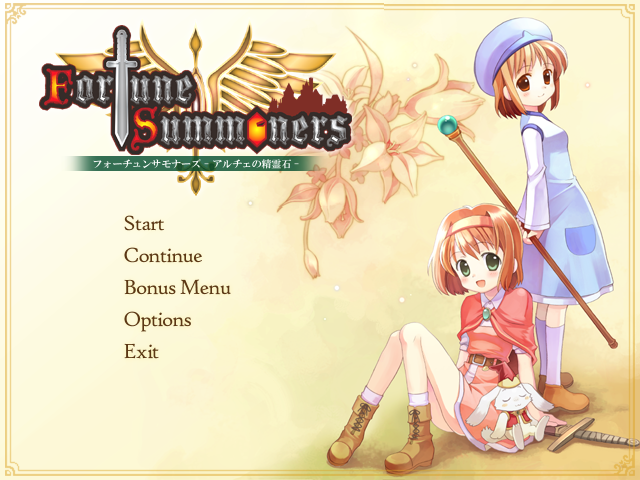 Fortune
Summoners
フォーチュンサモナーズ - アルチェの精霊石 -
Start
Continue
Bonus Menu
Options
Exit